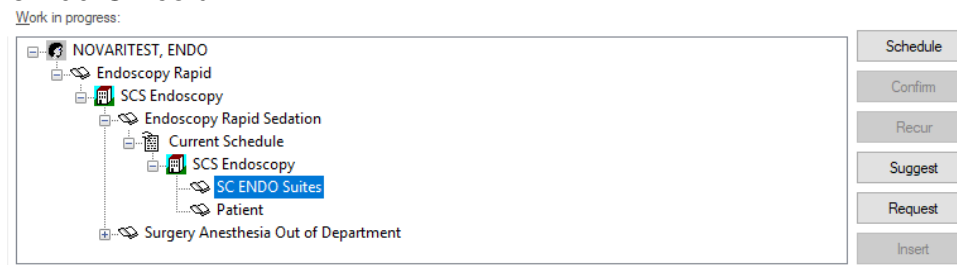 Work in progress:
NOVARITEST, ENDO
Endoscopy Rapid
SCS Endoscopy
Endoscopy Rapid Sedation
Current Schedule
SCS Endoscopy
SC ENDO Suites
Patient
Surgery Anesthesia Out of Department
Schedule
Confirm
Recur
Suggest
Request
Insert